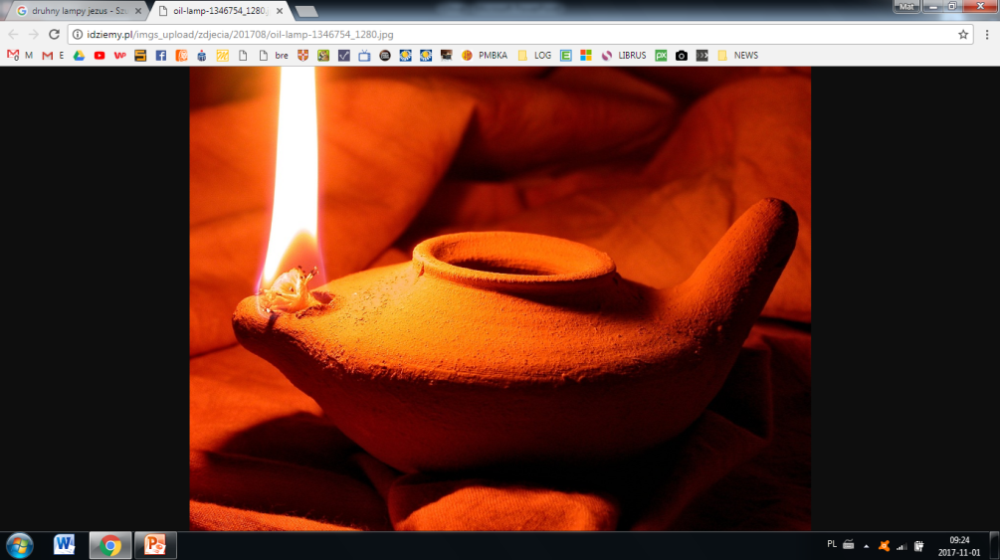 druhny lampy jezus - Szu
oil-lamp-1346754_1280.j
Mat
idziemy.pl/imgs_upload/zdjecia/201708/oil-lamp-1346754_1280.jpg
M M E bre PMBKA LOG LIBRUS NEWS
PL
09:24
2017-11-01